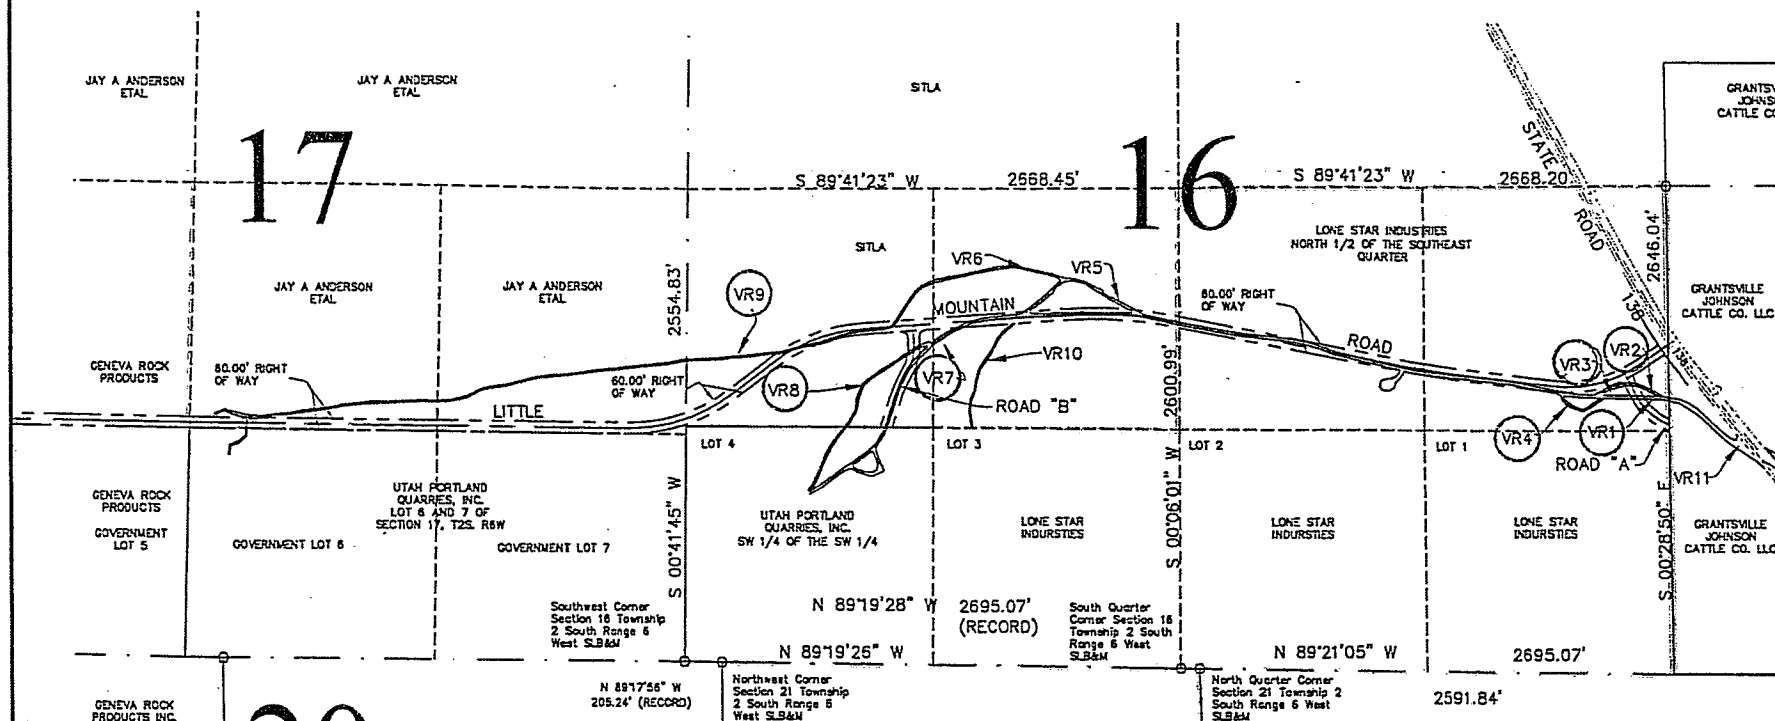 JAY A ANDERSON
ETAL
JAY A ANDERSON
ETAL
SITLA
GRANTSV
JOHNS
CATTLE CO
17
16
STATE ROAD 138
S 89°41'23" W
2668.45'
S 89°41'23" W
2668.20'
2646.04'
SITLA
LONE STAR INDUSTRIES
NORTH 1/2 OF THE SOUTHEAST
QUARTER
JAY A ANDERSON
ETAL
JAY A ANDERSON
ETAL
2554.83'
VR9
VR6
VR5
MOUNTAIN
80.00' RIGHT
OF WAY
GRANTSVILLE
JOHNSON
CATTLE CO. LLC
138
ROAD
VR3
VR2
GENEVA ROCK
PRODUCTS
80.00' RIGHT
OF WAY
LITTLE
60.00' RIGHT
OF WAY
VR8
VR7
VR10
ROAD "B"
2600.99'
LOT 4
LOT 3
LOT 2
LOT 1
VR4
VR1
ROAD "A"
VR11
GENEVA ROCK
PRODUCTS
GOVERNMENT
LOT 5
UTAH PORTLAND
QUARRIES, INC.
LOT 6 AND 7 OF
SECTION 17, T2S, R6W
GOVERNMENT LOT 6
GOVERNMENT LOT 7
S 00°41'45" W
UTAH PORTLAND
QUARRIES, INC.
SW 1/4 OF THE SW 1/4
LONE STAR
INDURSTIES
S 00°06'01" W
LONE STAR
INDURSTIES
LONE STAR
INDURSTIES
S 00°28'50" E
GRANTSVILLE
JOHNSON
CATTLE CO. LLC
Southwest Corner
Section 16 Township
2 South Range 6
West SLB&M
N 89°19'28" W 2695.07'
(RECORD)
N 89°19'26" W
South Quarter
Corner Section 16
Township 2 South
Range 6 West
SLB&M
N 89°21'05" W
2695.07'
GENEVA ROCK
PRODUCTS INC.
N 89°17'56" W
205.24' (RECORD)
Northwest Corner
Section 21 Township
2 South Range 6
West SLB&M
North Quarter Corner
Section 21 Township 2
South Range 6 West
SLB&M
2591.84'